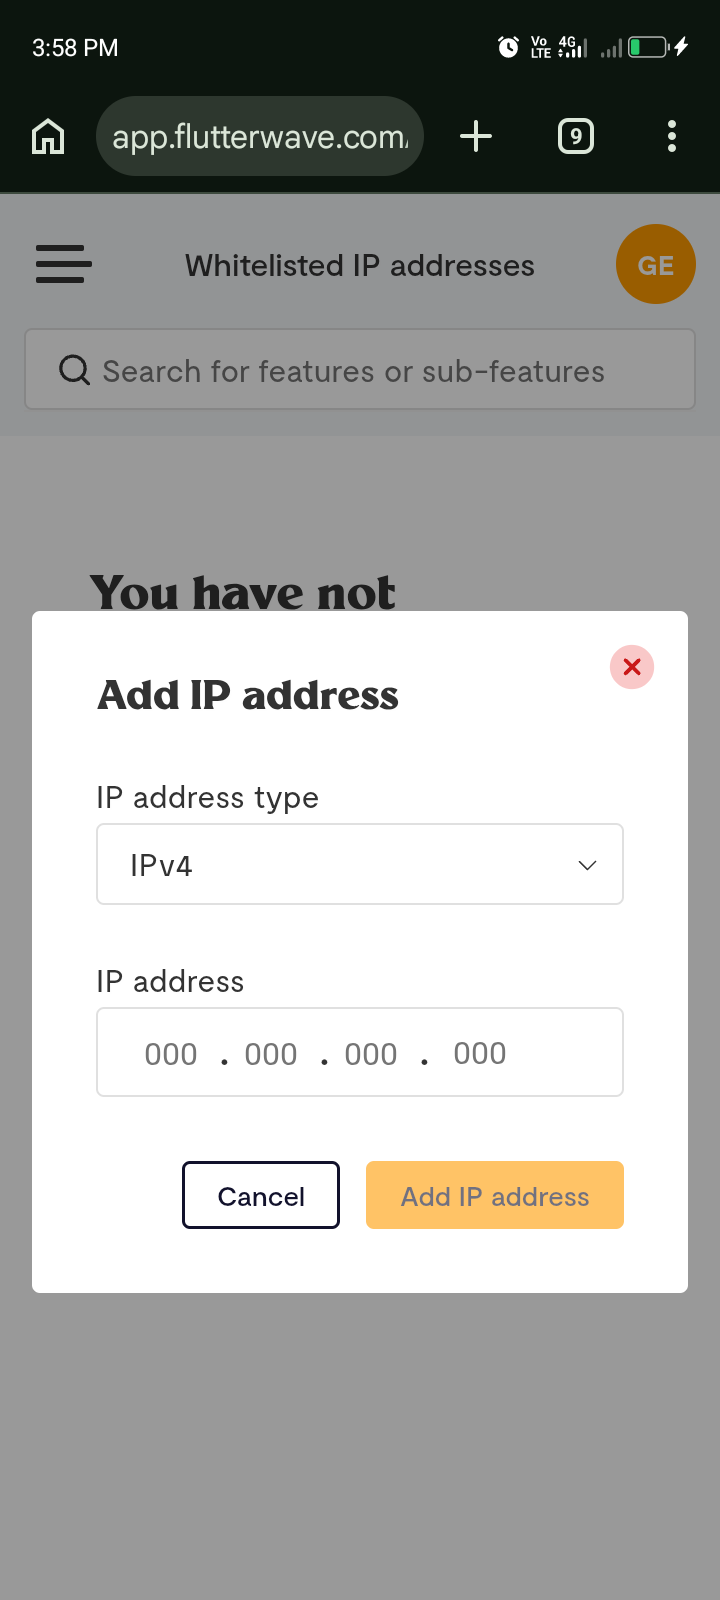 3:58 PM
Vo LTE 4G
app.flutterwave.com/
9
Whitelisted IP addresses
GE
Search for features or sub-features
You have not
Add IP address
IP address type
IPv4
IP address
000 . 000 . 000 . 000
Cancel
Add IP address